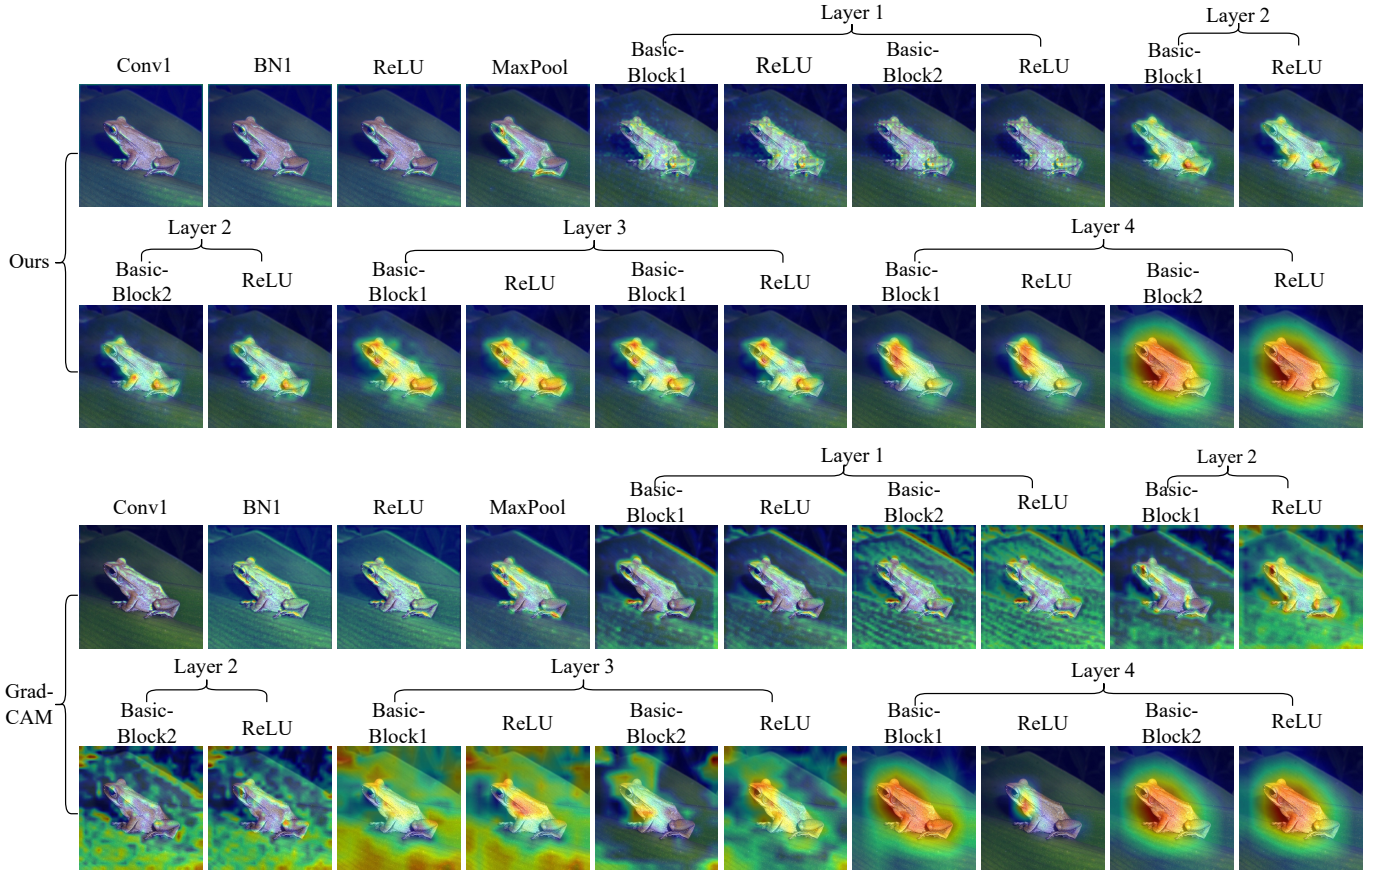 Layer 1
Layer 2
Conv1
BN1
ReLU
MaxPool
Basic-
Block1
ReLU
Basic-
Block2
ReLU
Basic-
Block1
ReLU
Ours
Layer 2
Layer 3
Layer 4
Basic-
Block2
ReLU
Basic-
Block1
ReLU
Basic-
Block1
ReLU
Basic-
Block1
ReLU
Basic-
Block2
ReLU
Layer 1
Layer 2
Conv1
BN1
ReLU
MaxPool
Basic-
Block1
ReLU
Basic-
Block2
ReLU
Basic-
Block1
ReLU
Grad-
CAM
Layer 2
Layer 3
Layer 4
Basic-
Block2
ReLU
Basic-
Block1
ReLU
Basic-
Block2
ReLU
Basic-
Block1
ReLU
Basic-
Block2
ReLU